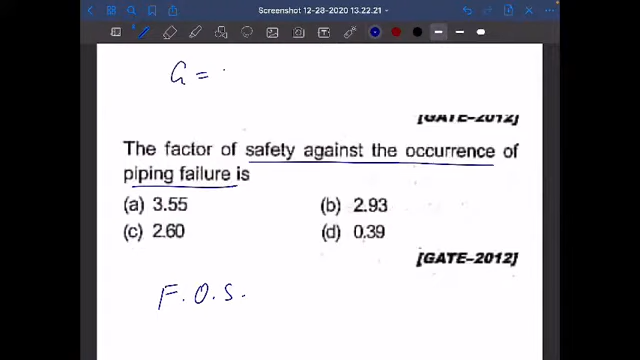 Screenshot 12-28-2020 13.22.21
G =
[GATE-2012]
The factor of safety against the occurrence of
piping failure is
(a) 3.55 (b) 2.93
(c) 2.60 (d) 0.39
[GATE-2012]
F.O.S.